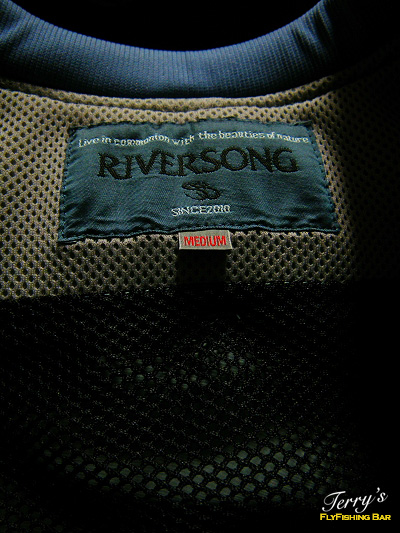 Live in communion with the beauties of nature
RIVERSONG
SINCE2010
MEDIUM
Terry's
FLYFISHING BAR